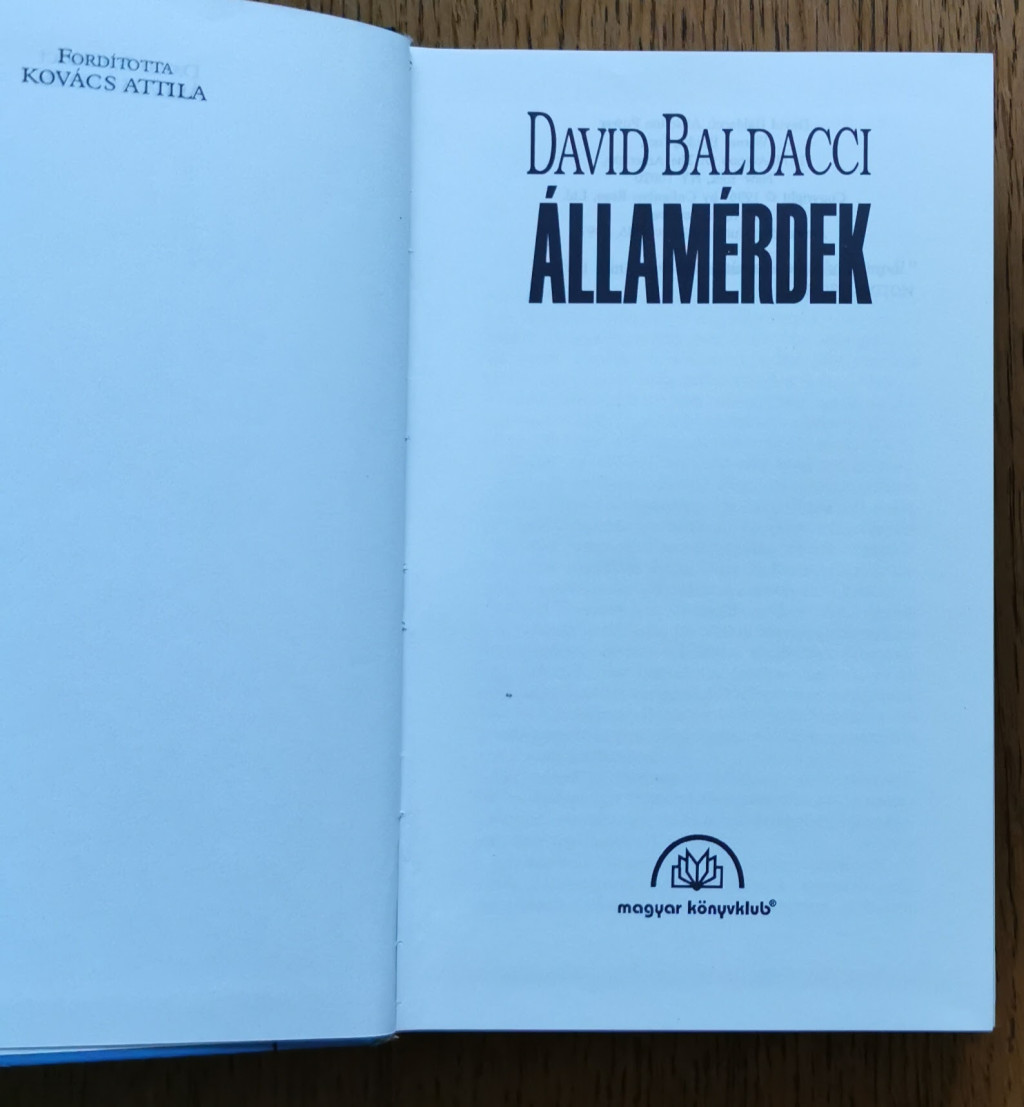 FORDÍTOTTA
KOVÁCS ATTILA
DAVID BALDACCI
ÁLLAMÉRDEK
magyar könyvklub®